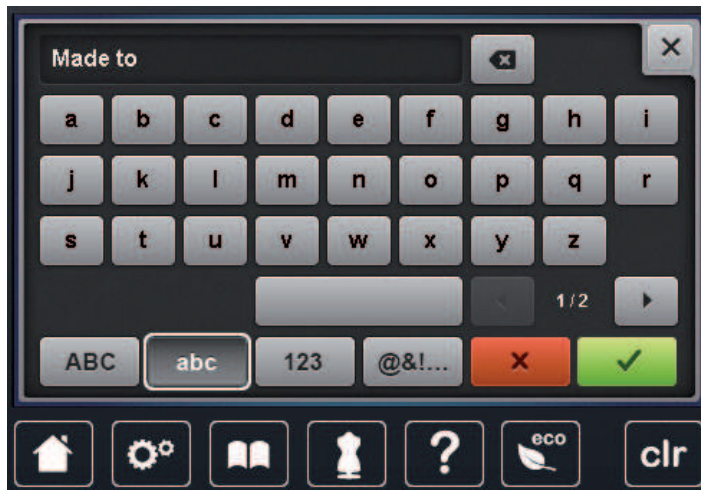 Made to
a b c d e f g h i
j k l m n o p q r
s t u v w x y z
1/2
ABC abc 123 @&!...
? eco clr